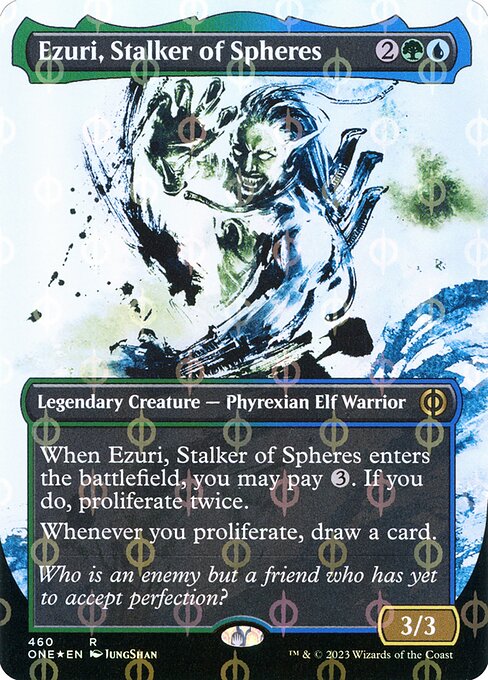 Ezuri, Stalker of Spheres 2
Legendary Creature — Phyrexian Elf Warrior
When Ezuri, Stalker of Spheres enters
the battlefield, you may pay 3. If you
do, proliferate twice.
Whenever you proliferate, draw a card.
Who is an enemy but a friend who has yet
to accept perfection?
3/3
460 R
ONE★EN JungShan
™ & © 2023 Wizards of the Coast